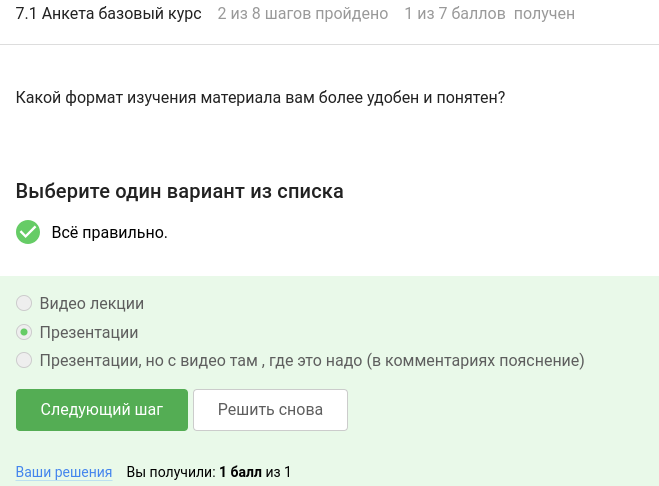 7.1 Анкета базовый курс 2 из 8 шагов пройдено 1 из 7 баллов получен
Какой формат изучения материала вам более удобен и понятен?
Выберите один вариант из списка
Всё правильно.
Видео лекции
Презентации
Презентации, но с видео там , где это надо (в комментариях пояснение)
Следующий шаг Решить снова
Ваши решения Вы получили: 1 балл из 1